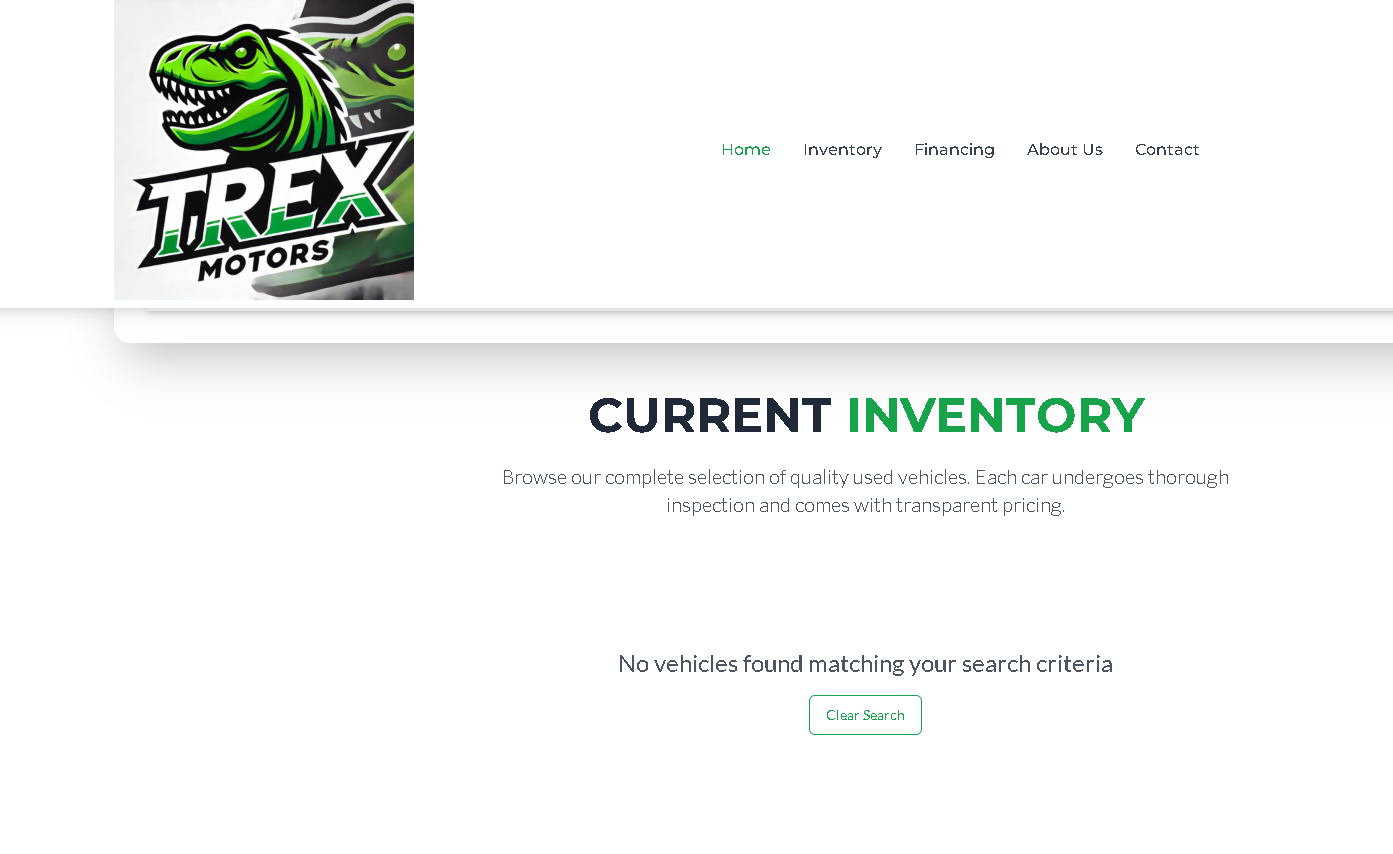 TREX
MOTORS
Home Inventory Financing About Us Contact
CURRENT INVENTORY
Browse our complete selection of quality used vehicles. Each car undergoes thorough
inspection and comes with transparent pricing.
No vehicles found matching your search criteria
Clear Search